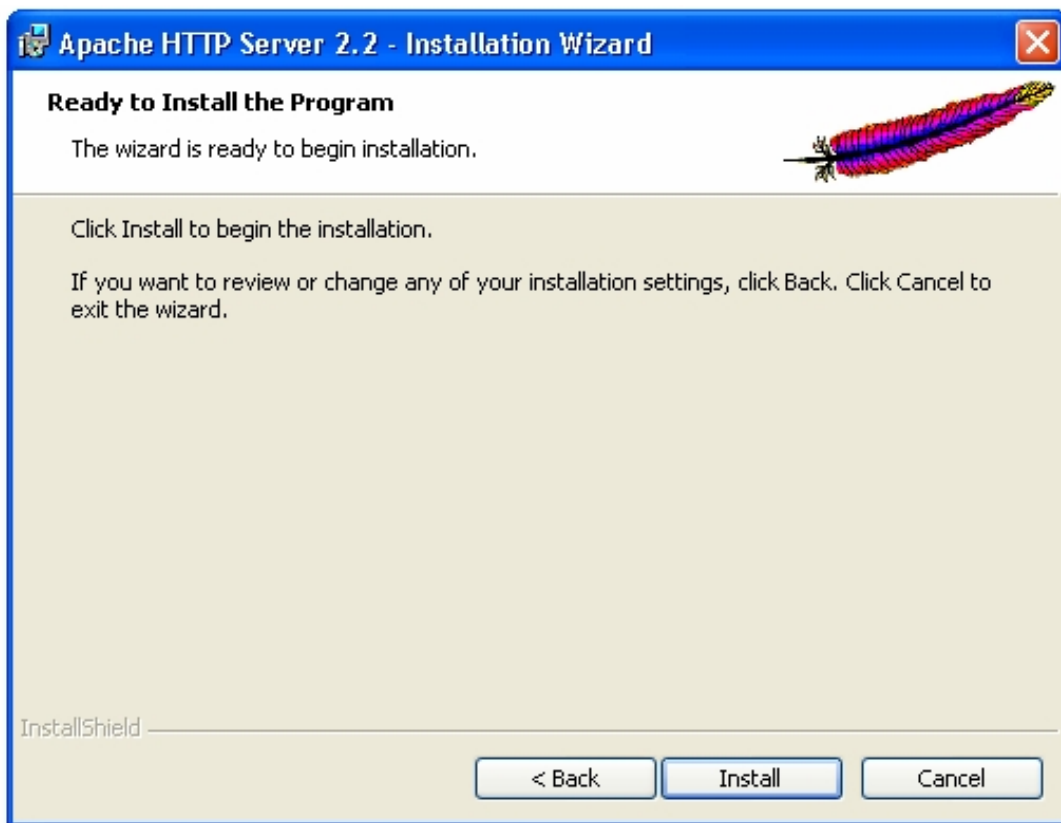 Apache HTTP Server 2.2 - Installation Wizard
Ready to Install the Program
The wizard is ready to begin installation.
Click Install to begin the installation.
If you want to review or change any of your installation settings, click Back. Click Cancel to
exit the wizard.
InstallShield
< Back
Install
Cancel